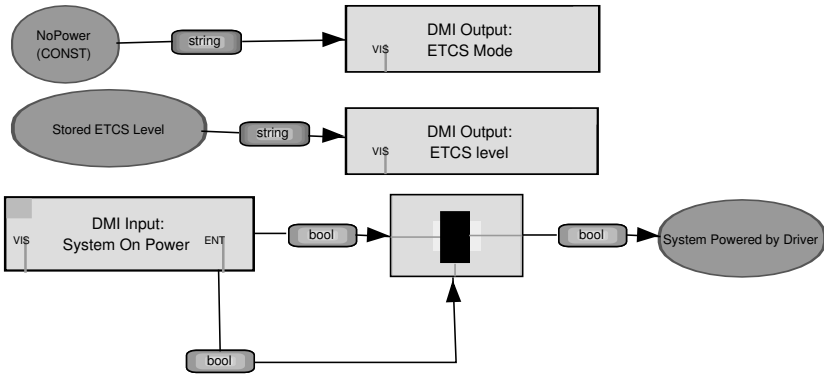 NoPower
(CONST)
string
DMI Output:
ETCS Mode
VIS
Stored ETCS Level
string
DMI Output:
ETCS level
VIS
DMI Input:
System On Power
VIS
ENT
bool
bool
System Powered by Driver
bool